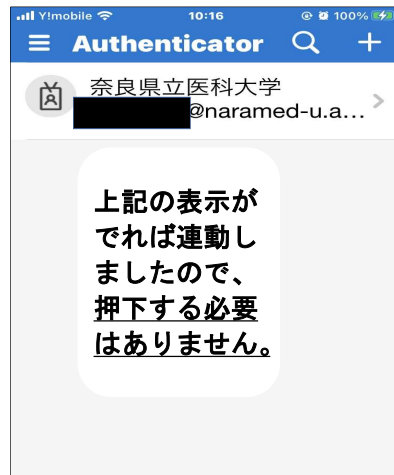 Y!mobile 10:16 100%
Authenticator
奈良県立医科大学
@naramed-u.a...
上記の表示が
でれば連動し
ましたので、
押下する必要
はありません。